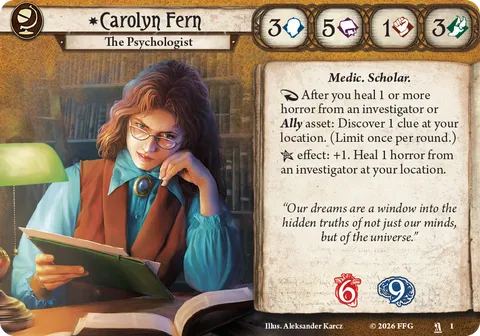 Carolyn Fern
The Psychologist
3 5 1 3
Medic. Scholar.
After you heal 1 or more
horror from an investigator or
Ally asset: Discover 1 clue at your
location. (Limit once per round.)
effect: +1. Heal 1 horror from
an investigator at your location.
“Our dreams are a window into the
hidden truths of not just our minds,
but of the universe.”
6 9
Illus. Aleksander Karcz © 2026 FFG 1